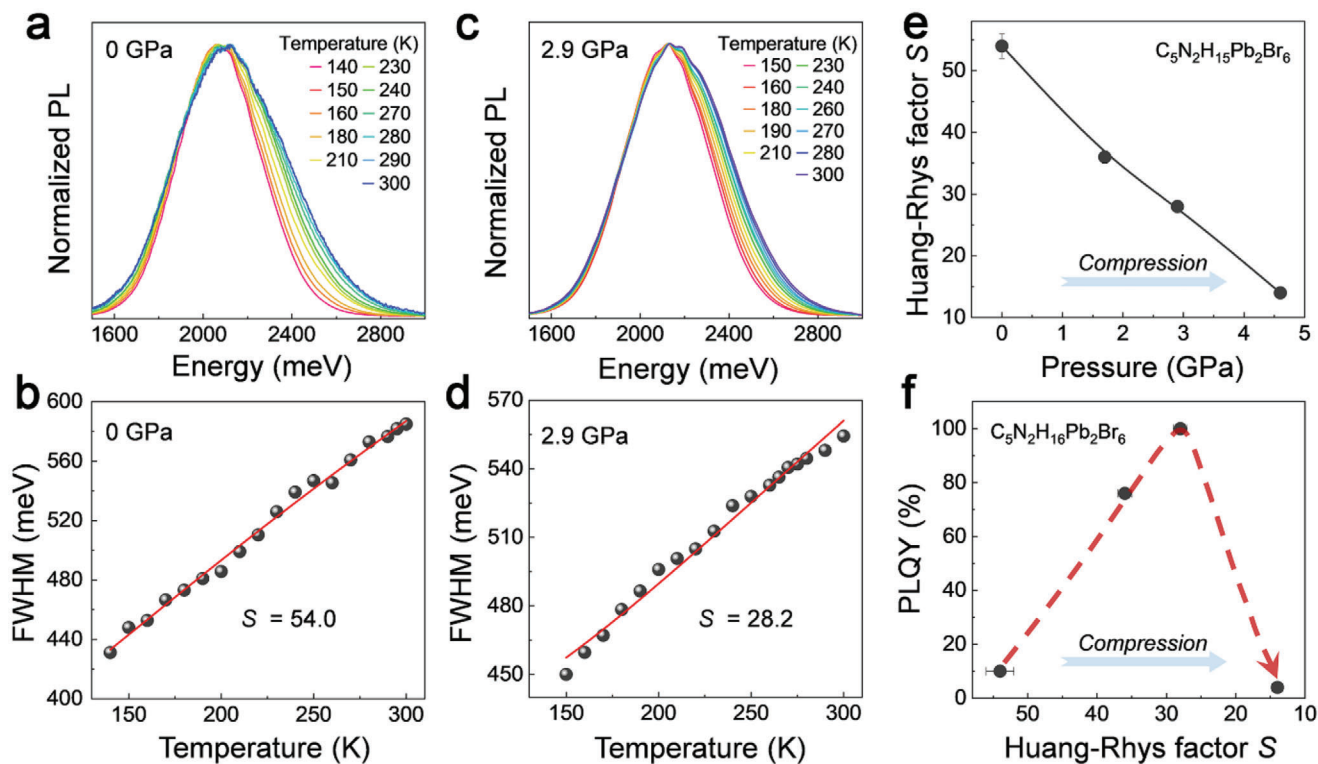 a
0 GPa
Temperature (K)
140 230
150 240
160 270
180 280
210 290
300
Normalized PL
1600 2000 2400 2800
Energy (meV)
c
2.9 GPa
Temperature (K)
150 230
160 240
180 260
190 270
210 280
300
Normalized PL
1600 2000 2400 2800
Energy (meV)
e
C₅N₂H₁₅Pb₂Br₆
Huang-Rhys factor S
50
40
30
20
10
Compression
0 1 2 3 4 5
Pressure (GPa)
b
0 GPa
FWHM (meV)
600
560
520
480
440
400
S = 54.0
150 200 250 300
Temperature (K)
d
2.9 GPa
FWHM (meV)
570
540
510
480
450
S = 28.2
150 200 250 300
Temperature (K)
f
C₅N₂H₁₆Pb₂Br₆
PLQY (%)
100
80
60
40
20
0
Compression
50 40 30 20 10
Huang-Rhys factor S